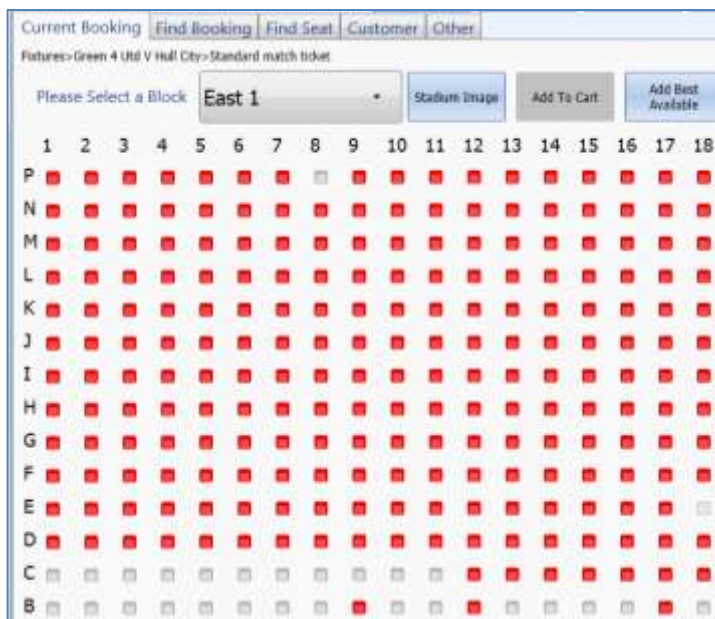 Current Booking Find Booking Find Seat Customer Other
Fixtures>Green 4 Utd V Hull City>Standard match ticket
Please Select a Block East 1 Stadium Image Add To Cart Add Best Available
1 2 3 4 5 6 7 8 9 10 11 12 13 14 15 16 17 18
P
N
M
L
K
J
I
H
G
F
E
D
C
B